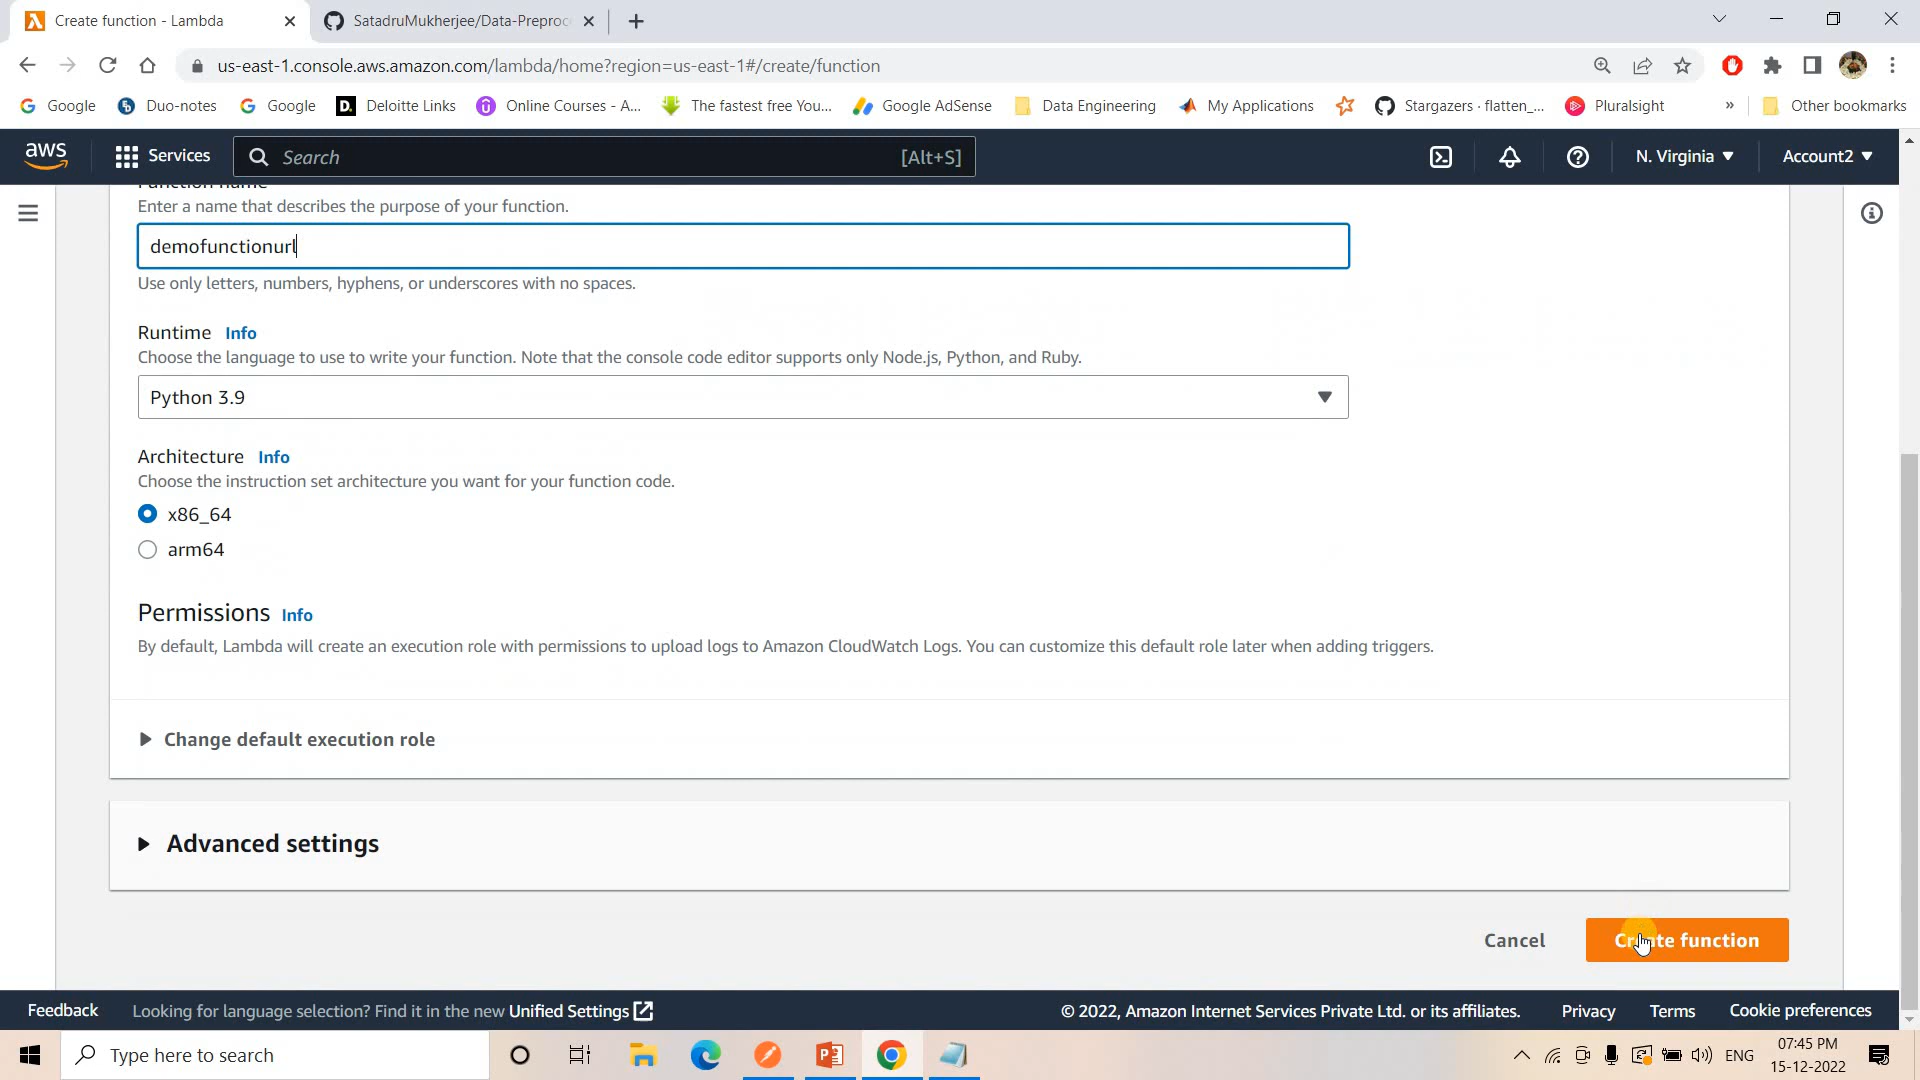 Create function - Lambda
SatadruMukherjee/Data-Preproc
us-east-1.console.aws.amazon.com/lambda/home?region=us-east-1#/create/function
Google
Duo-notes
Google
Deloitte Links
Online Courses - A...
The fastest free You...
Google AdSense
Data Engineering
My Applications
Stargazers · flatten_...
Pluralsight
»
Other bookmarks
aws
Services
Search
[Alt+S]
N. Virginia
Account2
Function name
Enter a name that describes the purpose of your function.
demofunctionurl
Use only letters, numbers, hyphens, or underscores with no spaces.
Runtime Info
Choose the language to use to write your function. Note that the console code editor supports only Node.js, Python, and Ruby.
Python 3.9
Architecture Info
Choose the instruction set architecture you want for your function code.
x86_64
arm64
Permissions Info
By default, Lambda will create an execution role with permissions to upload logs to Amazon CloudWatch Logs. You can customize this default role later when adding triggers.
Change default execution role
Advanced settings
Cancel
Create function
Feedback
Looking for language selection? Find it in the new Unified Settings
© 2022, Amazon Internet Services Private Ltd. or its affiliates.
Privacy
Terms
Cookie preferences
Type here to search
ENG
07:45 PM
15-12-2022